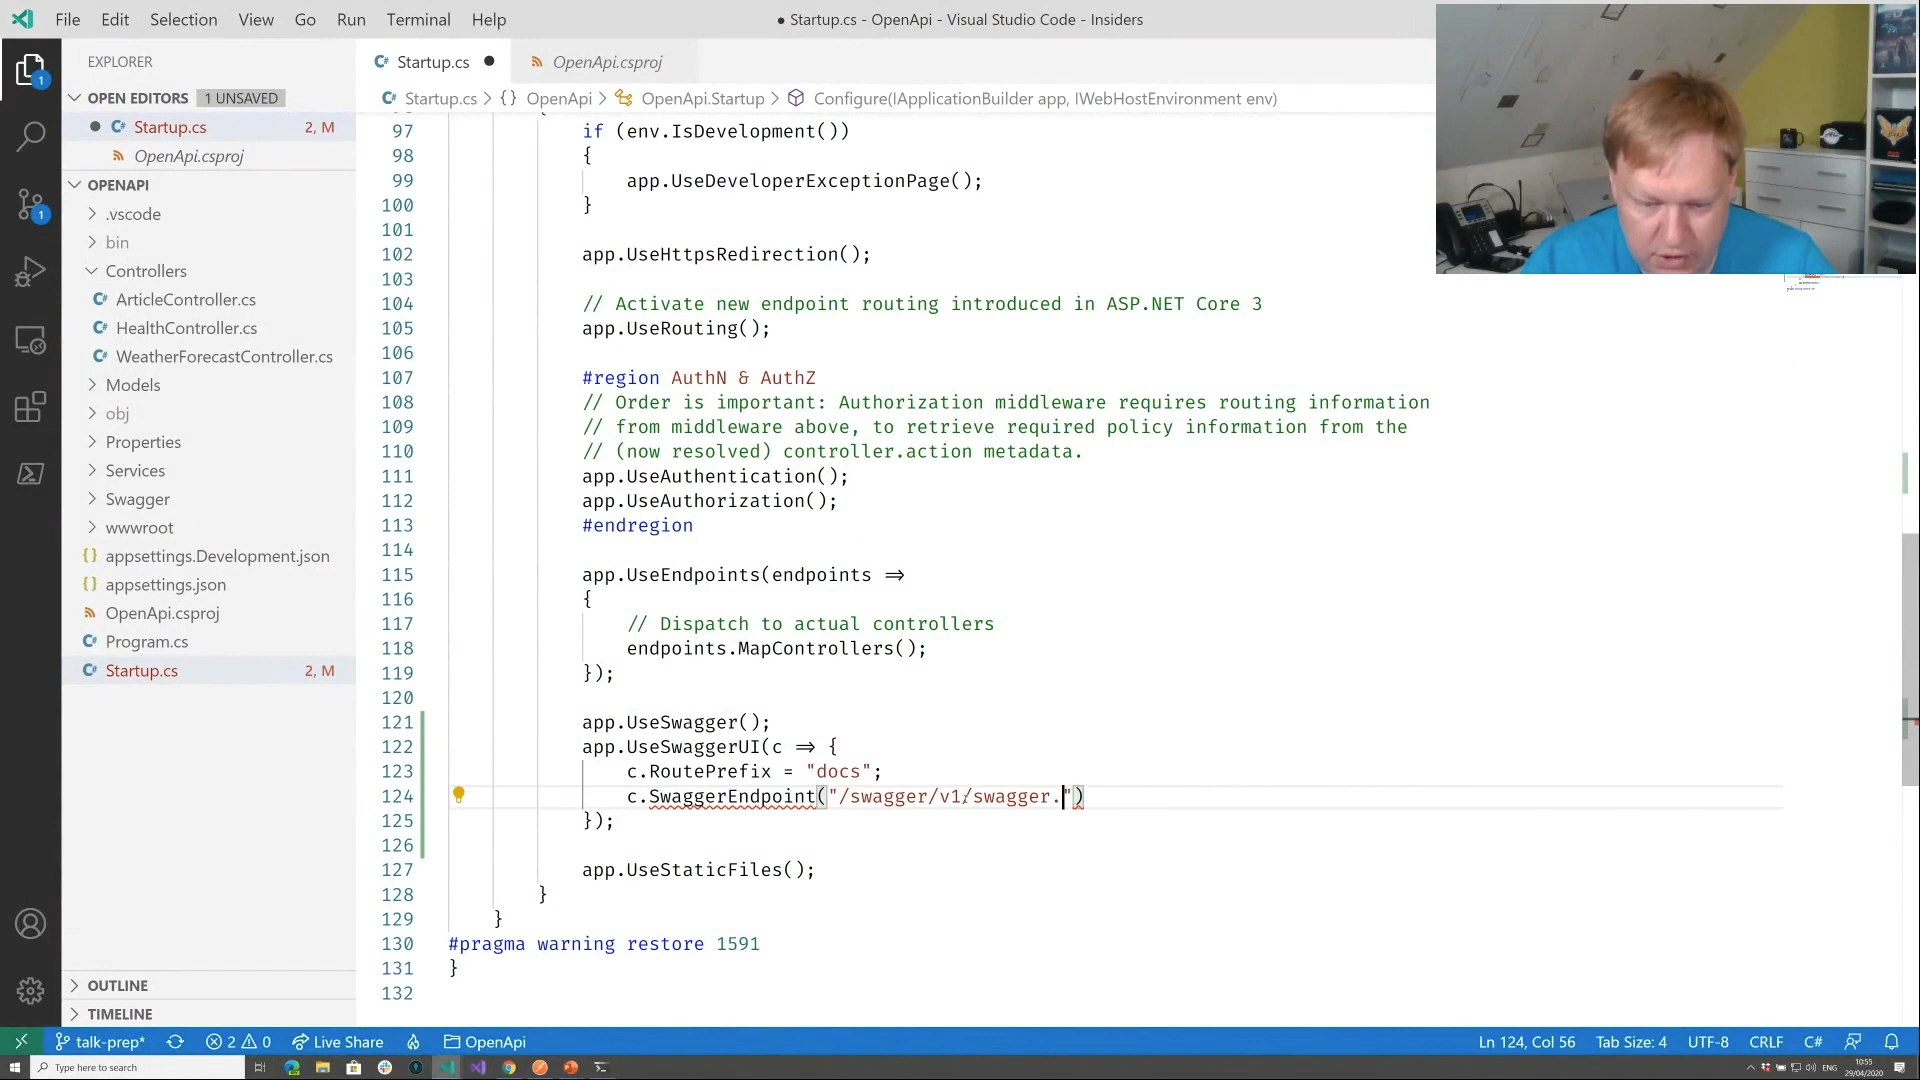 File Edit Selection View Go Run Terminal Help
● Startup.cs - OpenApi - Visual Studio Code - Insiders
EXPLORER
OPEN EDITORS 1 UNSAVED
Startup.cs 2, M
OpenApi.csproj
OPENAPI
.vscode
bin
Controllers
ArticleController.cs
HealthController.cs
WeatherForecastController.cs
Models
obj
Properties
Services
Swagger
wwwroot
appsettings.Development.json
appsettings.json
OpenApi.csproj
Program.cs
Startup.cs 2, M
OUTLINE
TIMELINE
1
1
Startup.cs ●
OpenApi.csproj
Startup.cs > {} OpenApi > OpenApi.Startup > Configure(IApplicationBuilder app, IWebHostEnvironment env)
97 if (env.IsDevelopment())
98 {
99 app.UseDeveloperExceptionPage();
100 }
101
102 app.UseHttpsRedirection();
103
104 // Activate new endpoint routing introduced in ASP.NET Core 3
105 app.UseRouting();
106
107 #region AuthN & AuthZ
108 // Order is important: Authorization middleware requires routing information
109 // from middleware above, to retrieve required policy information from the
110 // (now resolved) controller.action metadata.
111 app.UseAuthentication();
112 app.UseAuthorization();
113 #endregion
114
115 app.UseEndpoints(endpoints ⇒
116 {
117 // Dispatch to actual controllers
118 endpoints.MapControllers();
119 });
120
121 app.UseSwagger();
122 app.UseSwaggerUI(c ⇒ {
123 c.RoutePrefix = "docs";
124 c.SwaggerEndpoint("/swagger/v1/swagger.")
125 });
126
127 app.UseStaticFiles();
128 }
129 }
130 #pragma warning restore 1591
131 }
132
talk-prep* 2 0 Live Share OpenApi Ln 124, Col 56 Tab Size: 4 UTF-8 CRLF C#
Type here to search ENG 10:55
29/04/2020